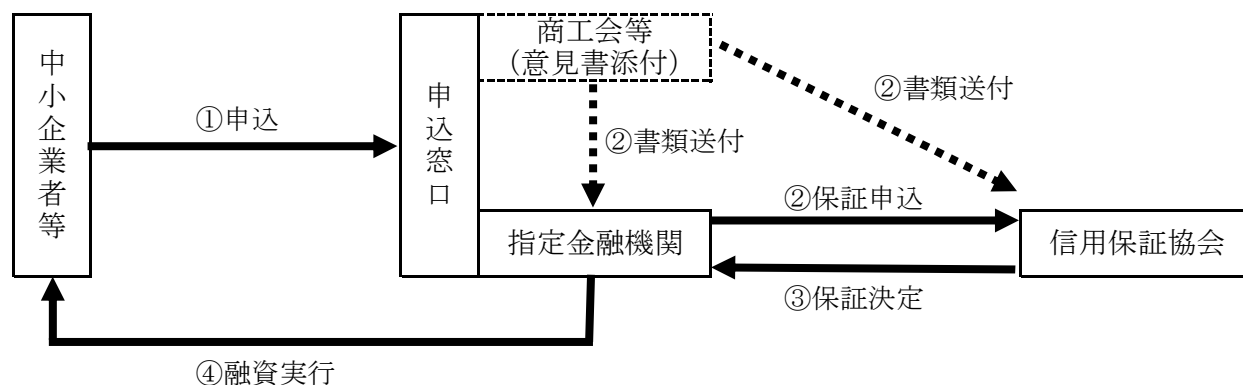 中小企業者等
①申込
申込窓口
商工会等
(意見書添付)
②書類送付
②書類送付
指定金融機関
②保証申込
③保証決定
信用保証協会
④融資実行